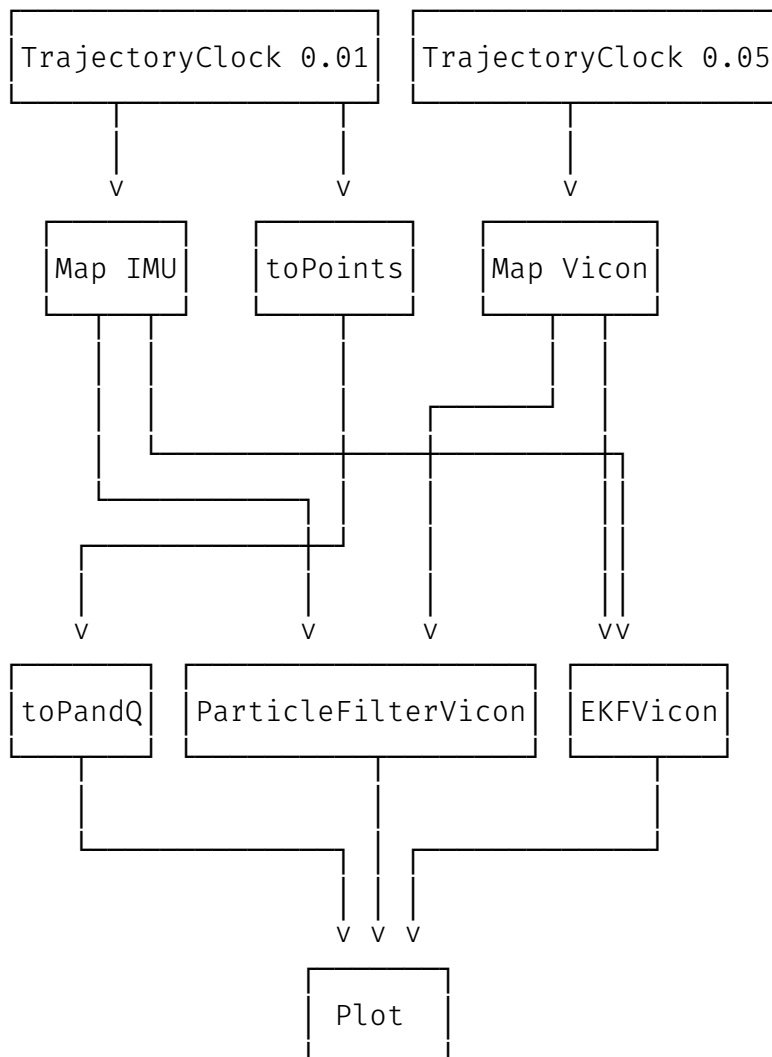 TrajectoryClock 0.01 TrajectoryClock 0.05
Map IMU toPoints Map Vicon
toPandQ ParticleFilterVicon EKFVicon
Plot